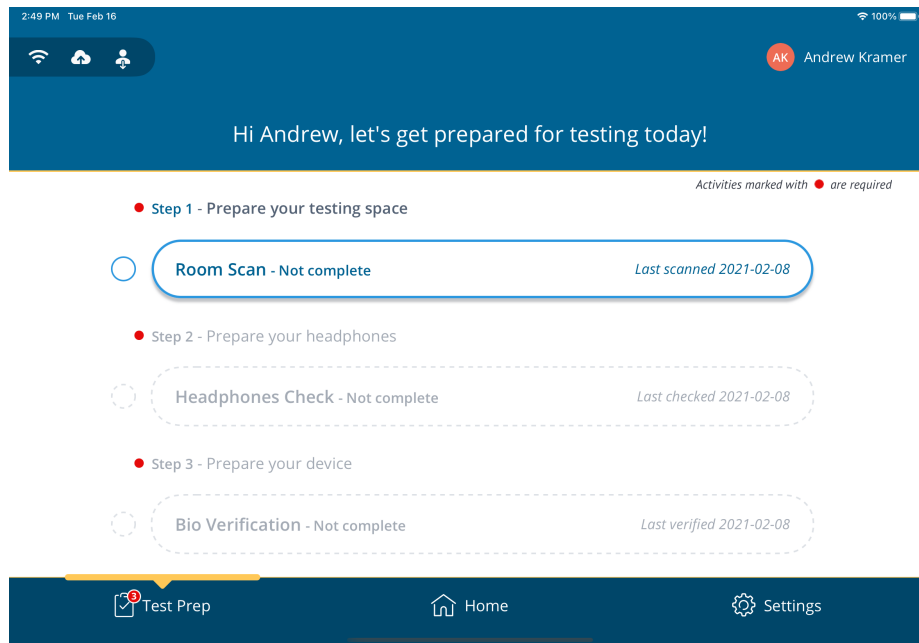 2:49 PM Tue Feb 16 100%
AK Andrew Kramer
Hi Andrew, let's get prepared for testing today!
Activities marked with are required
Step 1 - Prepare your testing space
Room Scan - Not complete Last scanned 2021-02-08
Step 2 - Prepare your headphones
Headphones Check - Not complete Last checked 2021-02-08
Step 3 - Prepare your device
Bio Verification - Not complete Last verified 2021-02-08
3 Test Prep Home Settings